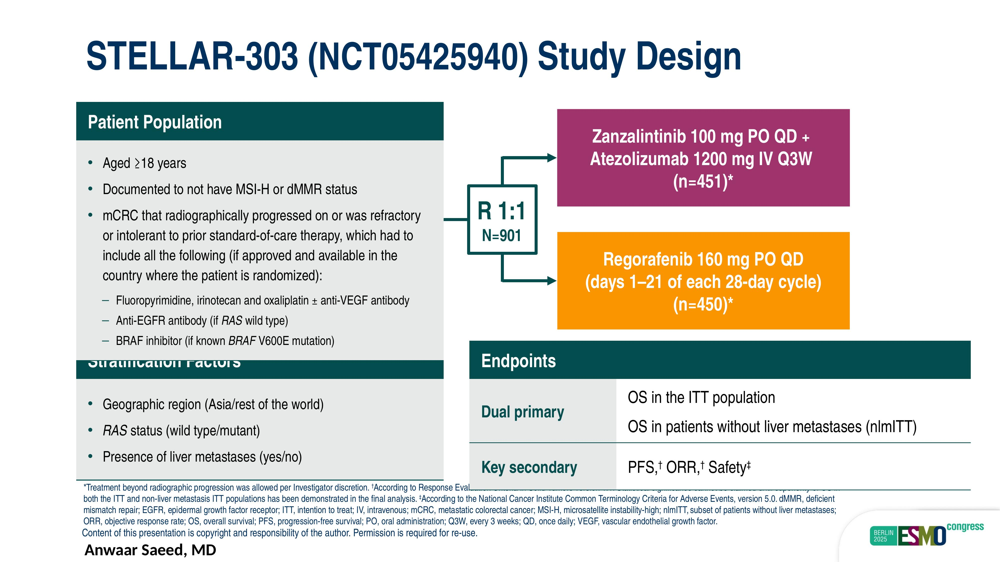 STELLAR-303 (NCT05425940) Study Design
Patient Population
• Aged ≥18 years
• Documented to not have MSI-H or dMMR status
• mCRC that radiographically progressed on or was refractory
or intolerant to prior standard-of-care therapy, which had to
include all the following (if approved and available in the
country where the patient is randomized):
– Fluoropyrimidine, irinotecan and oxaliplatin ± anti-VEGF antibody
– Anti-EGFR antibody (if RAS wild type)
– BRAF inhibitor (if known BRAF V600E mutation)
Stratification Factors
• Geographic region (Asia/rest of the world)
• RAS status (wild type/mutant)
• Presence of liver metastases (yes/no)
R 1:1
N=901
Zanzalintinib 100 mg PO QD +
Atezolizumab 1200 mg IV Q3W
(n=451)*
Regorafenib 160 mg PO QD
(days 1–21 of each 28-day cycle)
(n=450)*
Endpoints
Dual primary
OS in the ITT population
OS in patients without liver metastases (nlmITT)
Key secondary
PFS,† ORR,† Safety‡
*Treatment beyond radiographic progression was allowed per Investigator discretion. †According to Response
both the ITT and non-liver metastasis ITT populations has been demonstrated in the final analysis. ‡According to the National Cancer Institute Common Terminology Criteria for Adverse Events, version 5.0. dMMR, deficient
mismatch repair; EGFR, epidermal growth factor receptor; ITT, intention to treat; IV, intravenous; mCRC, metastatic colorectal cancer; MSI-H, microsatellite instability-high; nlmITT, subset of patients without liver metastases;
ORR, objective response rate; OS, overall survival; PFS, progression-free survival; PO, oral administration; Q3W, every 3 weeks; QD, once daily; VEGF, vascular endothelial growth factor.
Content of this presentation is copyright and responsibility of the author. Permission is required for re-use.
Anwaar Saeed, MD
BERLIN
2025
ESMO congress